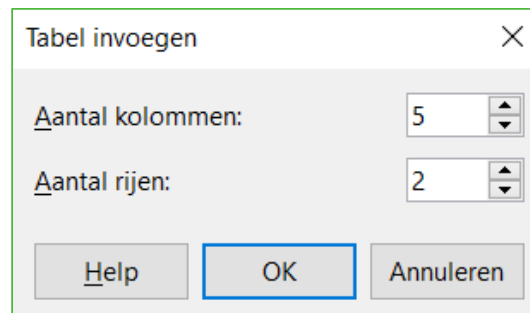 Tabel invoegen
Aantal kolommen: 5
Aantal rijen: 2
Help OK Annuleren